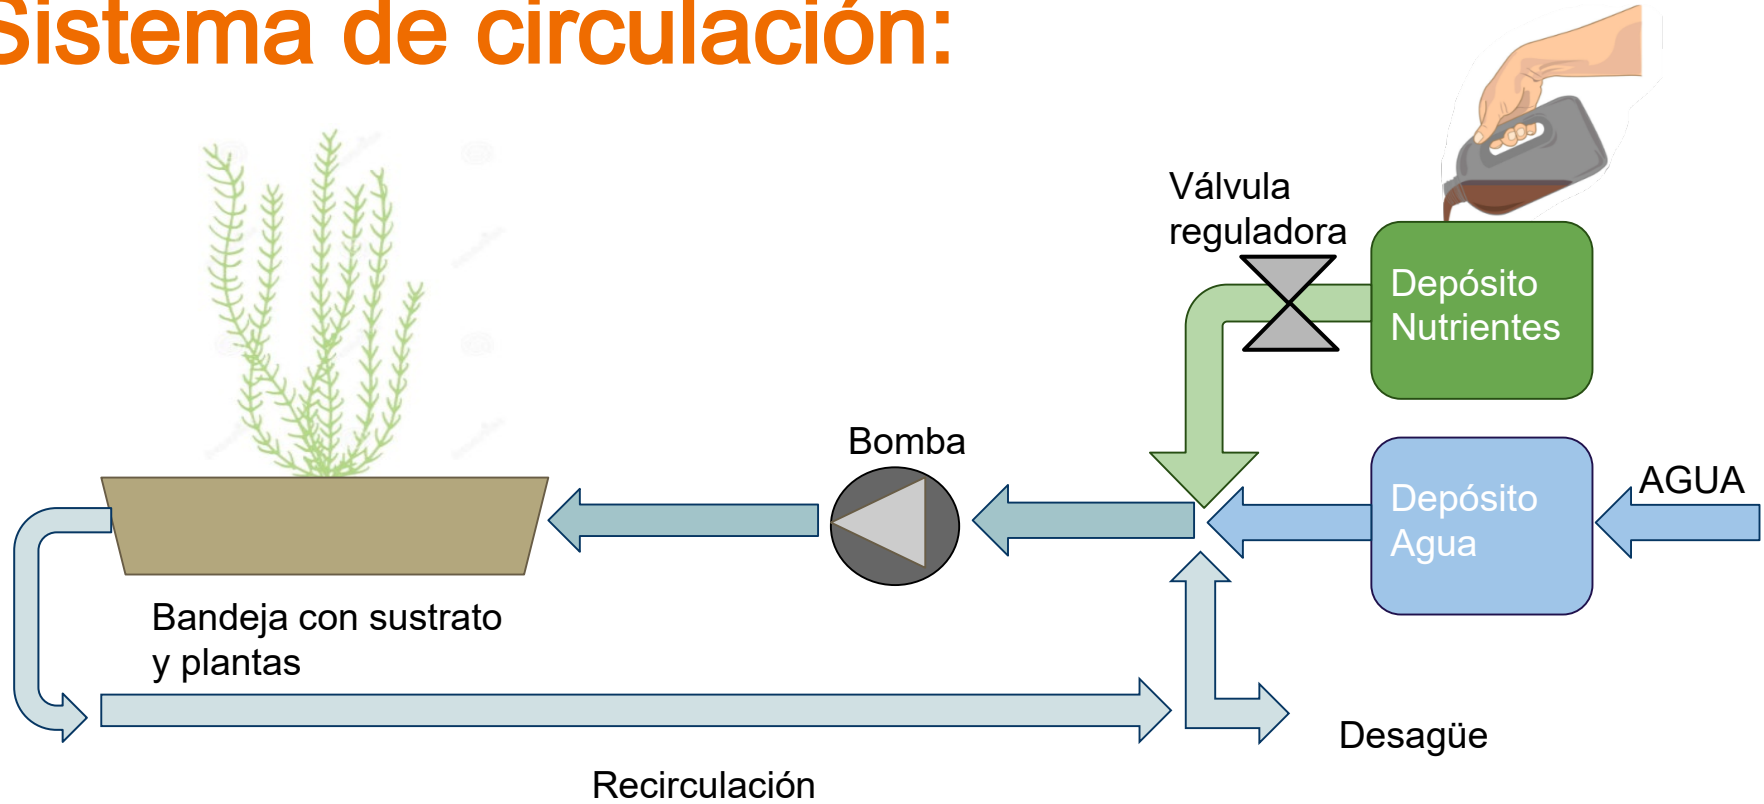 Sistema de circulación:
Válvula
reguladora
Depósito
Nutrientes
Bomba
AGUA
Depósito
Agua
Bandeja con sustrato
y plantas
Desagüe
Recirculación